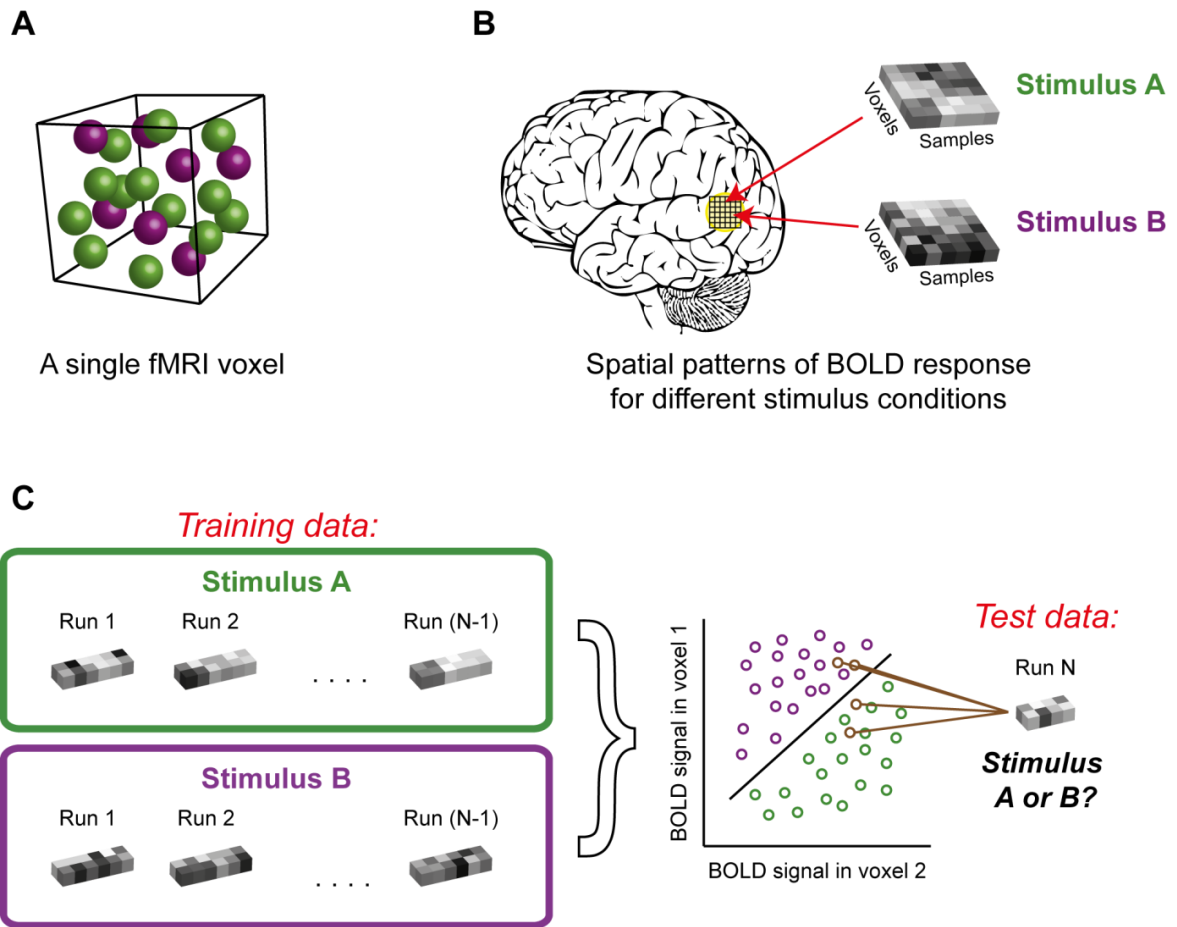 A
B
Voxels
Samples
Stimulus A
Voxels
Samples
Stimulus B
A single fMRI voxel
Spatial patterns of BOLD response
for different stimulus conditions
C
Training data:
Stimulus A
Run 1
Run 2
Run (N-1)
. . . .
Stimulus B
Run 1
Run 2
Run (N-1)
. . . .
BOLD signal in voxel 1
BOLD signal in voxel 2
Test data:
Run N
Stimulus
A or B?